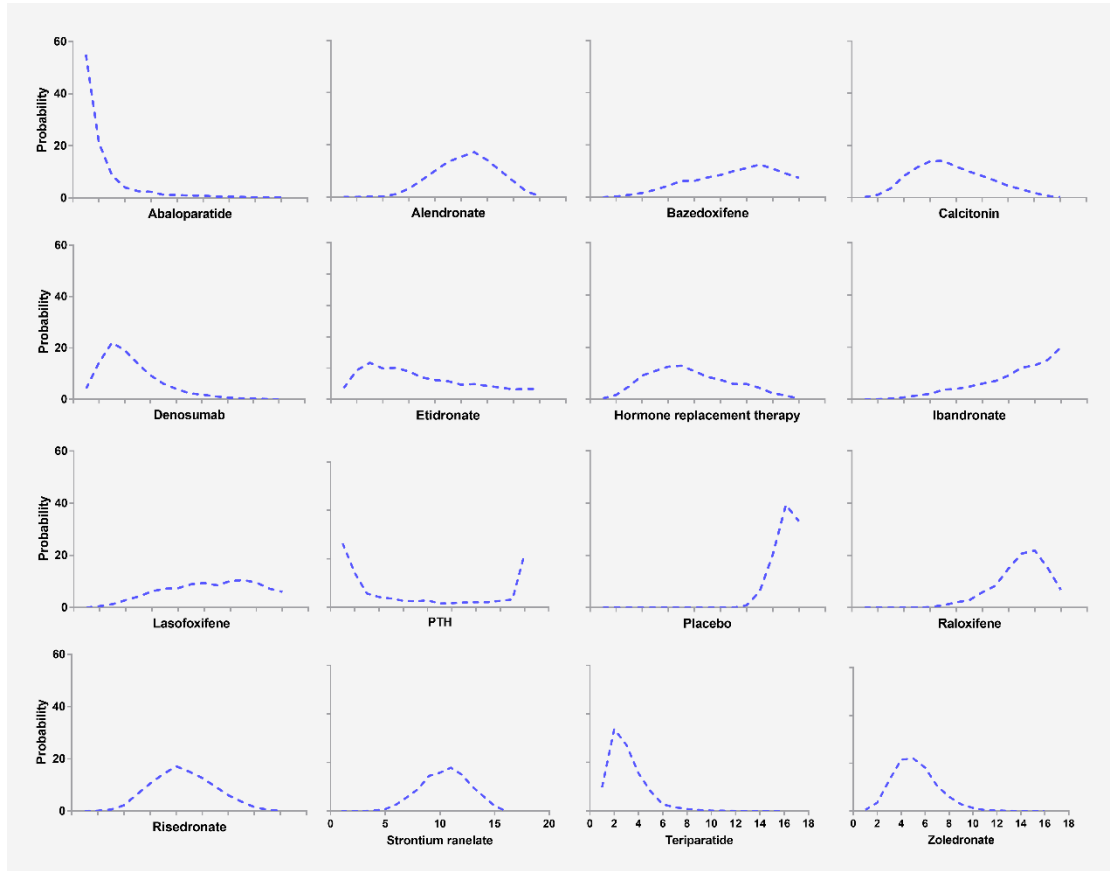 60
40
20
0
Probability
Abaloparatide
Alendronate
Bazedoxifene
Calcitonin
60
40
20
0
Probability
Denosumab
Etidronate
Hormone replacement therapy
Ibandronate
60
40
20
0
Probability
Lasofoxifene
PTH
Placebo
Raloxifene
60
40
20
0
Probability
Risedronate
0 5 10 15 20
Strontium ranelate
0 2 4 6 8 10 12 14 16 18
Teriparatide
0 2 4 6 8 10 12 14 16 18
Zoledronate